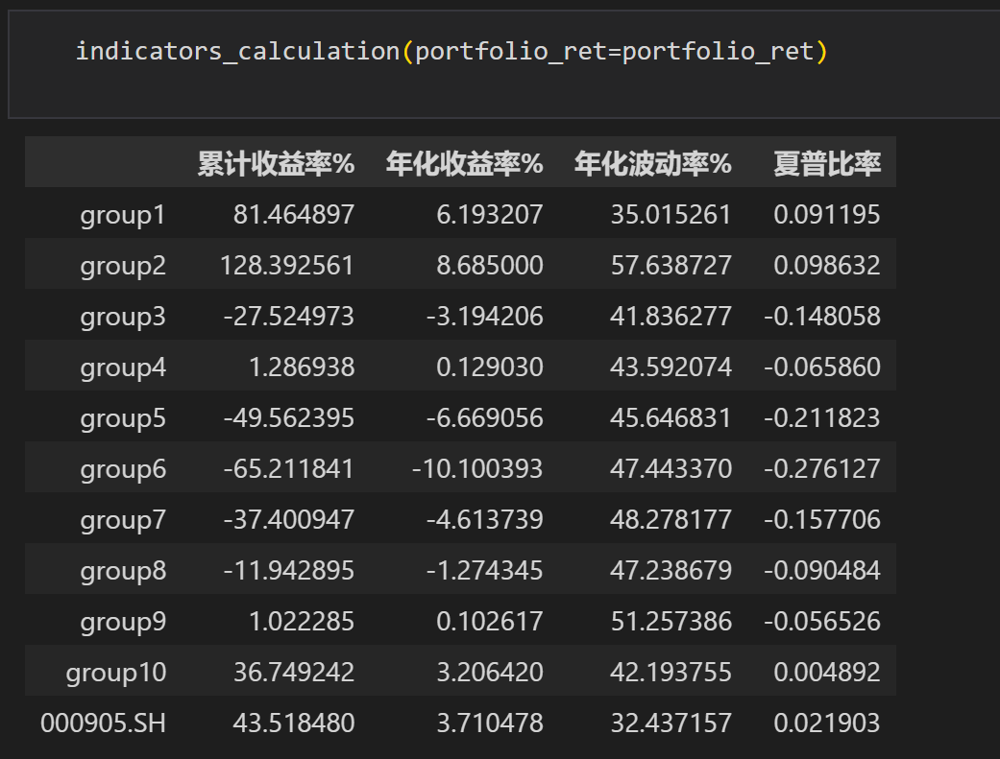 indicators_calculation(portfolio_ret=portfolio_ret)
累计收益率% 年化收益率% 年化波动率% 夏普比率
group1 81.464897 6.193207 35.015261 0.091195
group2 128.392561 8.685000 57.638727 0.098632
group3 -27.524973 -3.194206 41.836277 -0.148058
group4 1.286938 0.129030 43.592074 -0.065860
group5 -49.562395 -6.669056 45.646831 -0.211823
group6 -65.211841 -10.100393 47.443370 -0.276127
group7 -37.400947 -4.613739 48.278177 -0.157706
group8 -11.942895 -1.274345 47.238679 -0.090484
group9 1.022285 0.102617 51.257386 -0.056526
group10 36.749242 3.206420 42.193755 0.004892
000905.SH 43.518480 3.710478 32.437157 0.021903